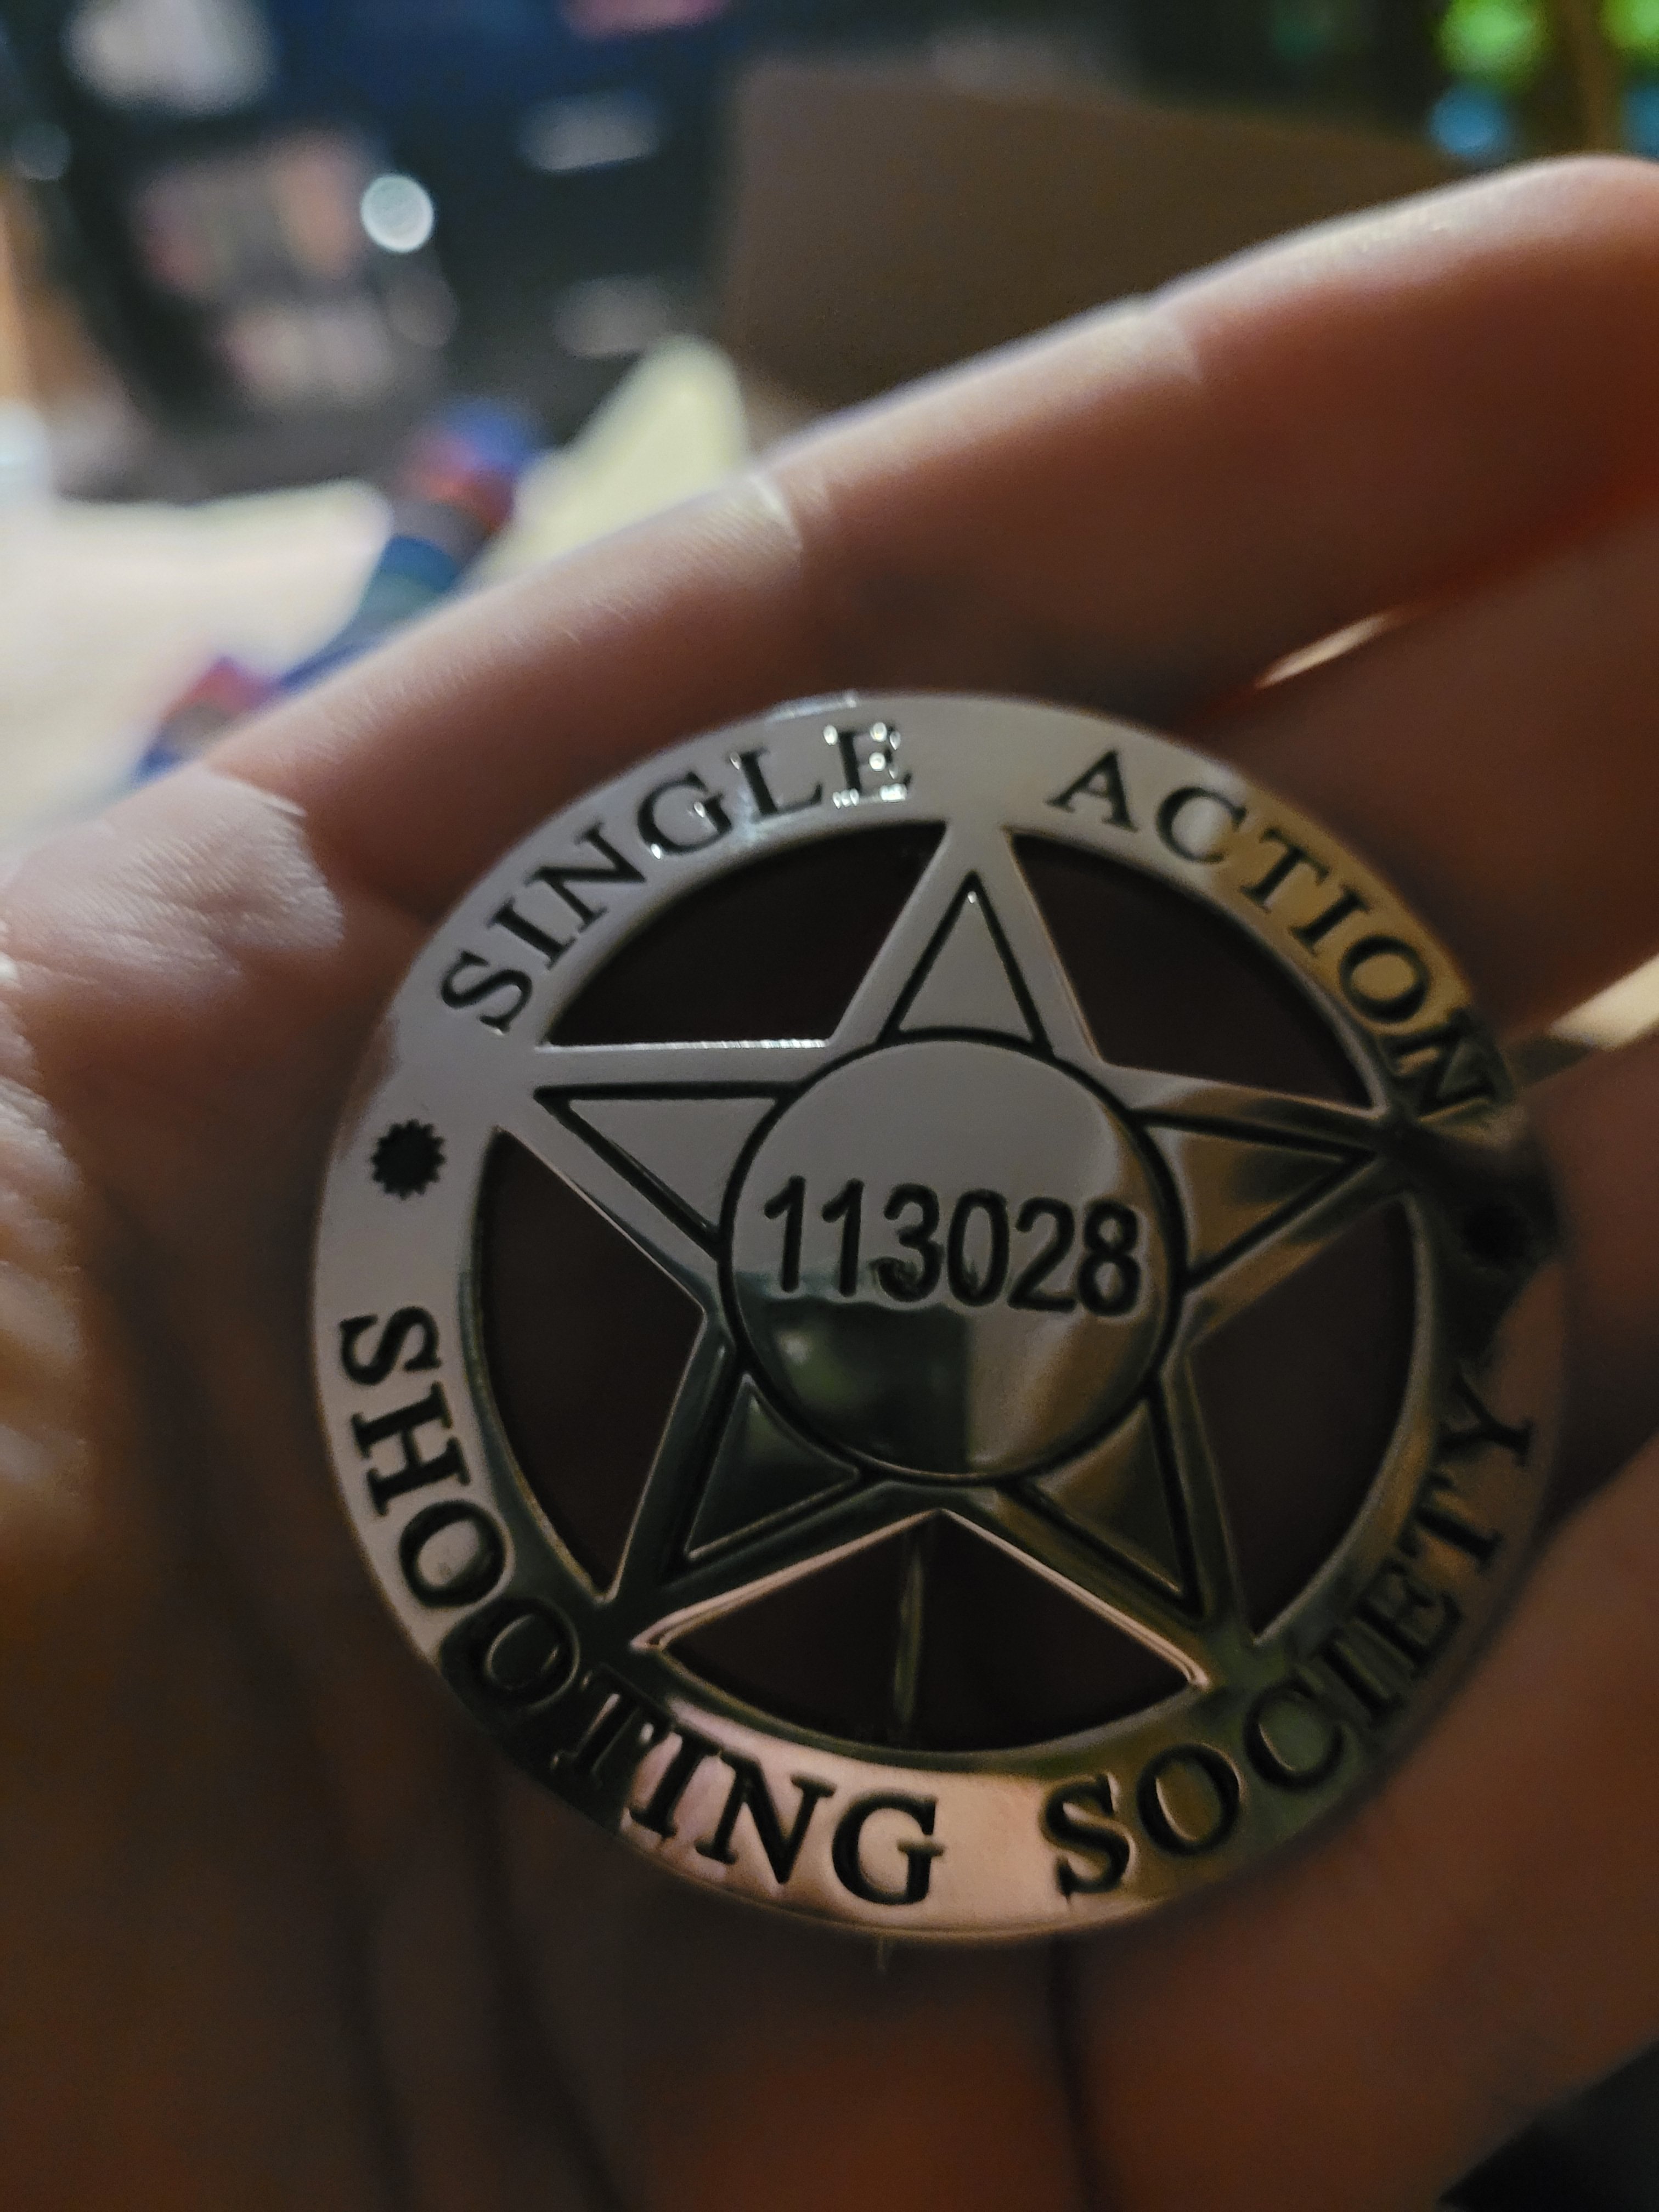 SINGLE ACTION
113028
SHOOTING SOCIETY